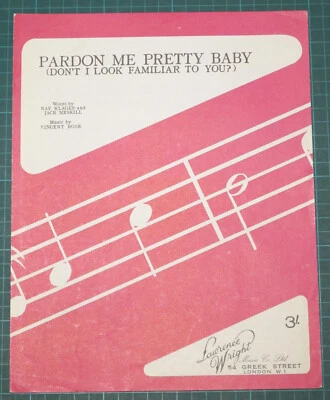 PARDON ME PRETTY BABY
(DON'T I LOOK FAMILIAR TO YOU?)
Words by
RAY KLAGES and
JACK MESKILL
Music by
VINCENT ROSE
3/-
Lawrence
Wright
Music Co. Ltd.
54 GREEK STREET
LONDON W.1